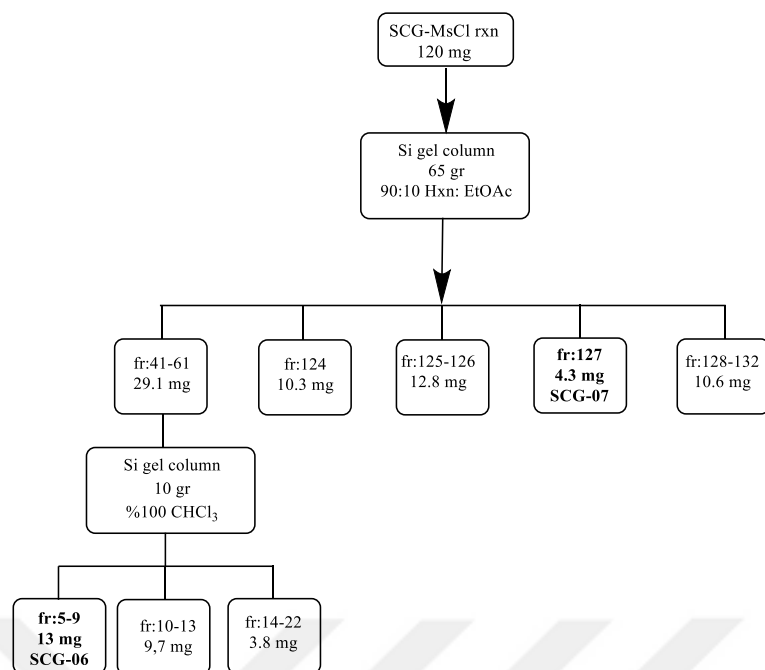 SCG-MsCl rxn
120 mg
Si gel column
65 gr
90:10 Hxn: EtOAc
fr:41-61
29.1 mg
fr:124
10.3 mg
fr:125-126
12.8 mg
fr:127
4.3 mg
SCG-07
fr:128-132
10.6 mg
Si gel column
10 gr
%100 CHCl₃
fr:5-9
13 mg
SCG-06
fr:10-13
9,7 mg
fr:14-22
3.8 mg